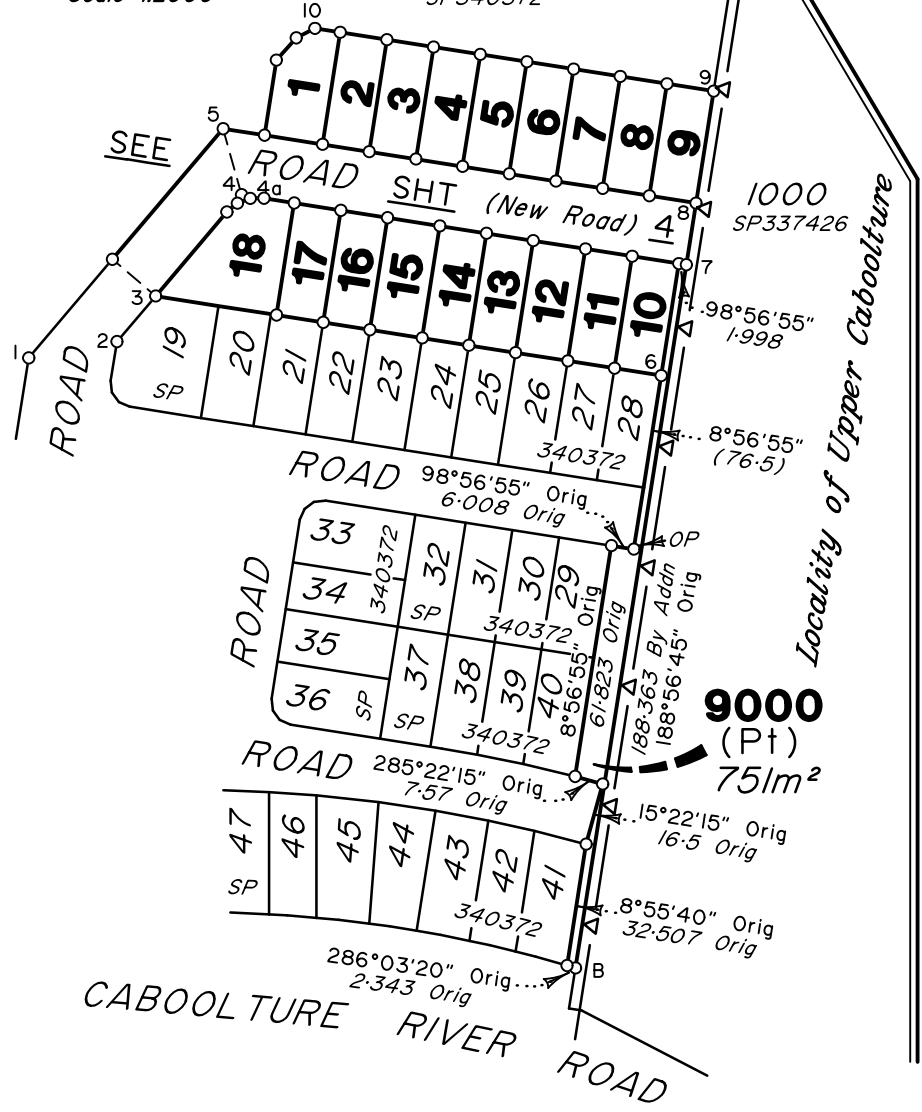 10
1 2 3 4 5 6 7 8 9
9
5
SEE
ROAD
SHT
(New Road)
4
8
1000
SP337426
4
4a
18 17 16 15 14 13 12 11 10
7
98°56'55"
1·998
3
1
2
6
ROAD
19
SP
20 21 22 23 24 25 26 27 28
340372
8°56'55"
(76·5)
ROAD
98°56'55" Orig
6·008 Orig
OP
Locality of Upper Caboolture
ROAD
33
34
340372
32
SP
31 30 29
340372
35
36
SP
37
SP
38 39 40
340372
8°56'55" Orig
61·823 Orig
188·363 By Addn
188°56'45" Orig
9000
(Pt)
751m²
ROAD
285°22'15" Orig
7·57 Orig
15°22'15" Orig
16·5 Orig
47
SP
46 45 44 43 42 41
340372
8°55'40" Orig
32·507 Orig
286°03'20" Orig
2·343 Orig
B
CABOOLTURE RIVER ROAD